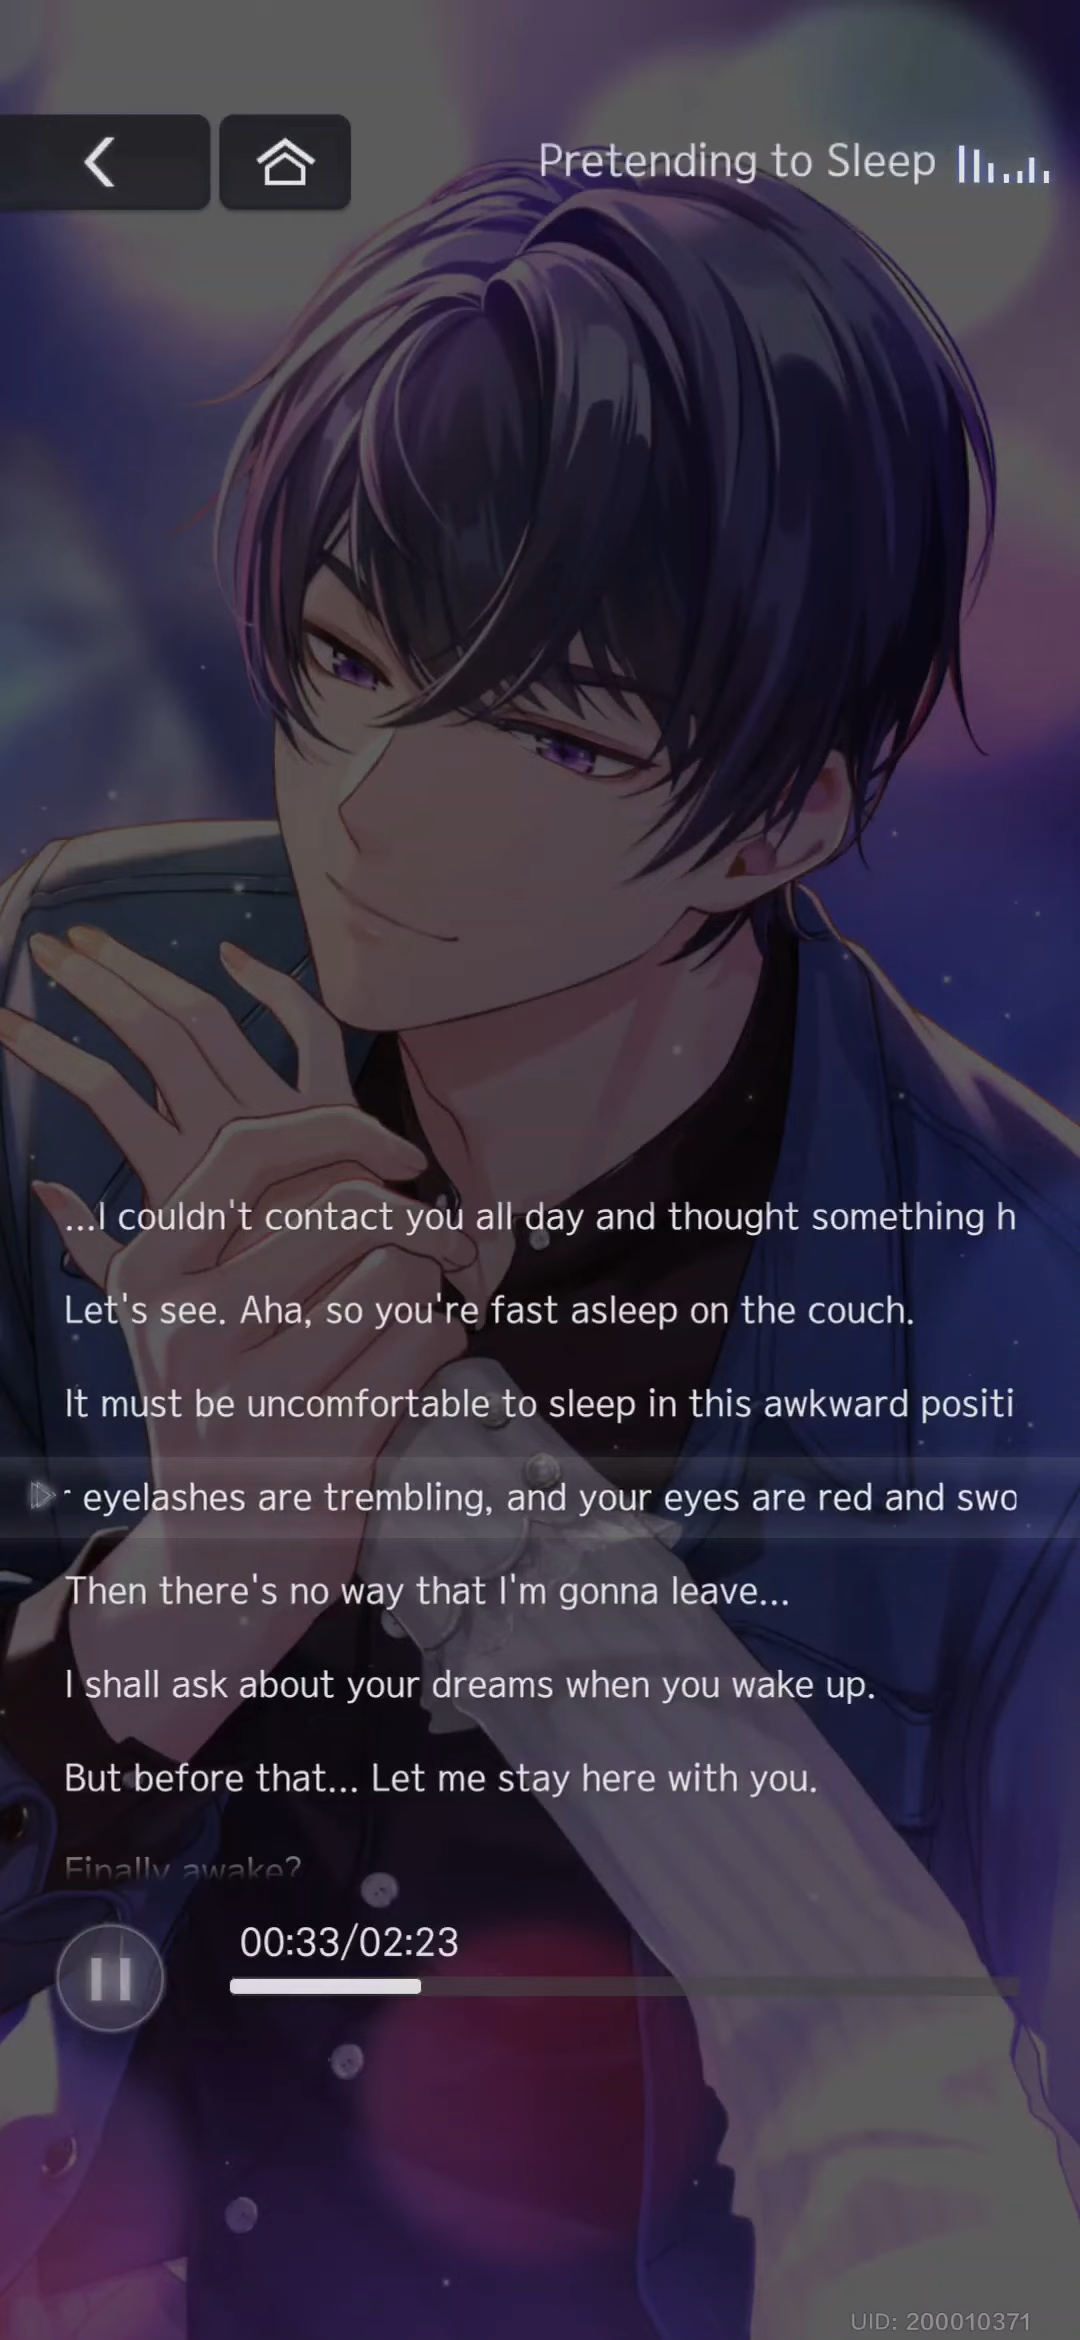 Pretending to Sleep
...I couldn't contact you all day and thought something h
Let's see. Aha, so you're fast asleep on the couch.
It must be uncomfortable to sleep in this awkward positi
r eyelashes are trembling, and your eyes are red and swo
Then there's no way that I'm gonna leave...
I shall ask about your dreams when you wake up.
But before that... Let me stay here with you.
Finally awake?
00:33/02:23
UID: 200010371